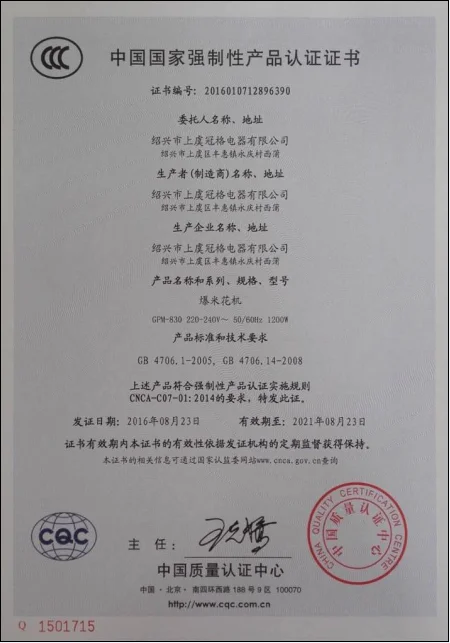 CCC
中国国家强制性产品认证证书
证书编号: 2016010712896390
委托人名称、地址
绍兴市上虞冠格电器有限公司
绍兴市上虞区丰惠镇永庆村西蒲
生产者(制造商)名称、地址
绍兴市上虞冠格电器有限公司
绍兴市上虞区丰惠镇永庆村西蒲
生产企业名称、地址
绍兴市上虞冠格电器有限公司
绍兴市上虞区丰惠镇永庆村西蒲
产品名称和系列、规格、型号
爆米花机
GPM-830 220-240V~ 50/60Hz 1200W
产品标准和技术要求
GB 4706.1-2005, GB 4706.14-2008
上述产品符合强制性产品认证实施规则
CNCA-C07-01:2014的要求,特发此证。
发证日期: 2016年08月23日 有效期至: 2021年08月23日
证书有效期内本证书的有效性依据发证机构的定期监督获得保持。
本证书的相关信息可通过国家认监委网站www.cnca.gov.cn查询
CQC
主任:
中国质量认证中心
CHINA QUALITY CERTIFICATION CENTRE
中国质量认证中心
中国·北京·南四环西路188号9区 100070
http://www.cqc.com.cn
Q 1501715